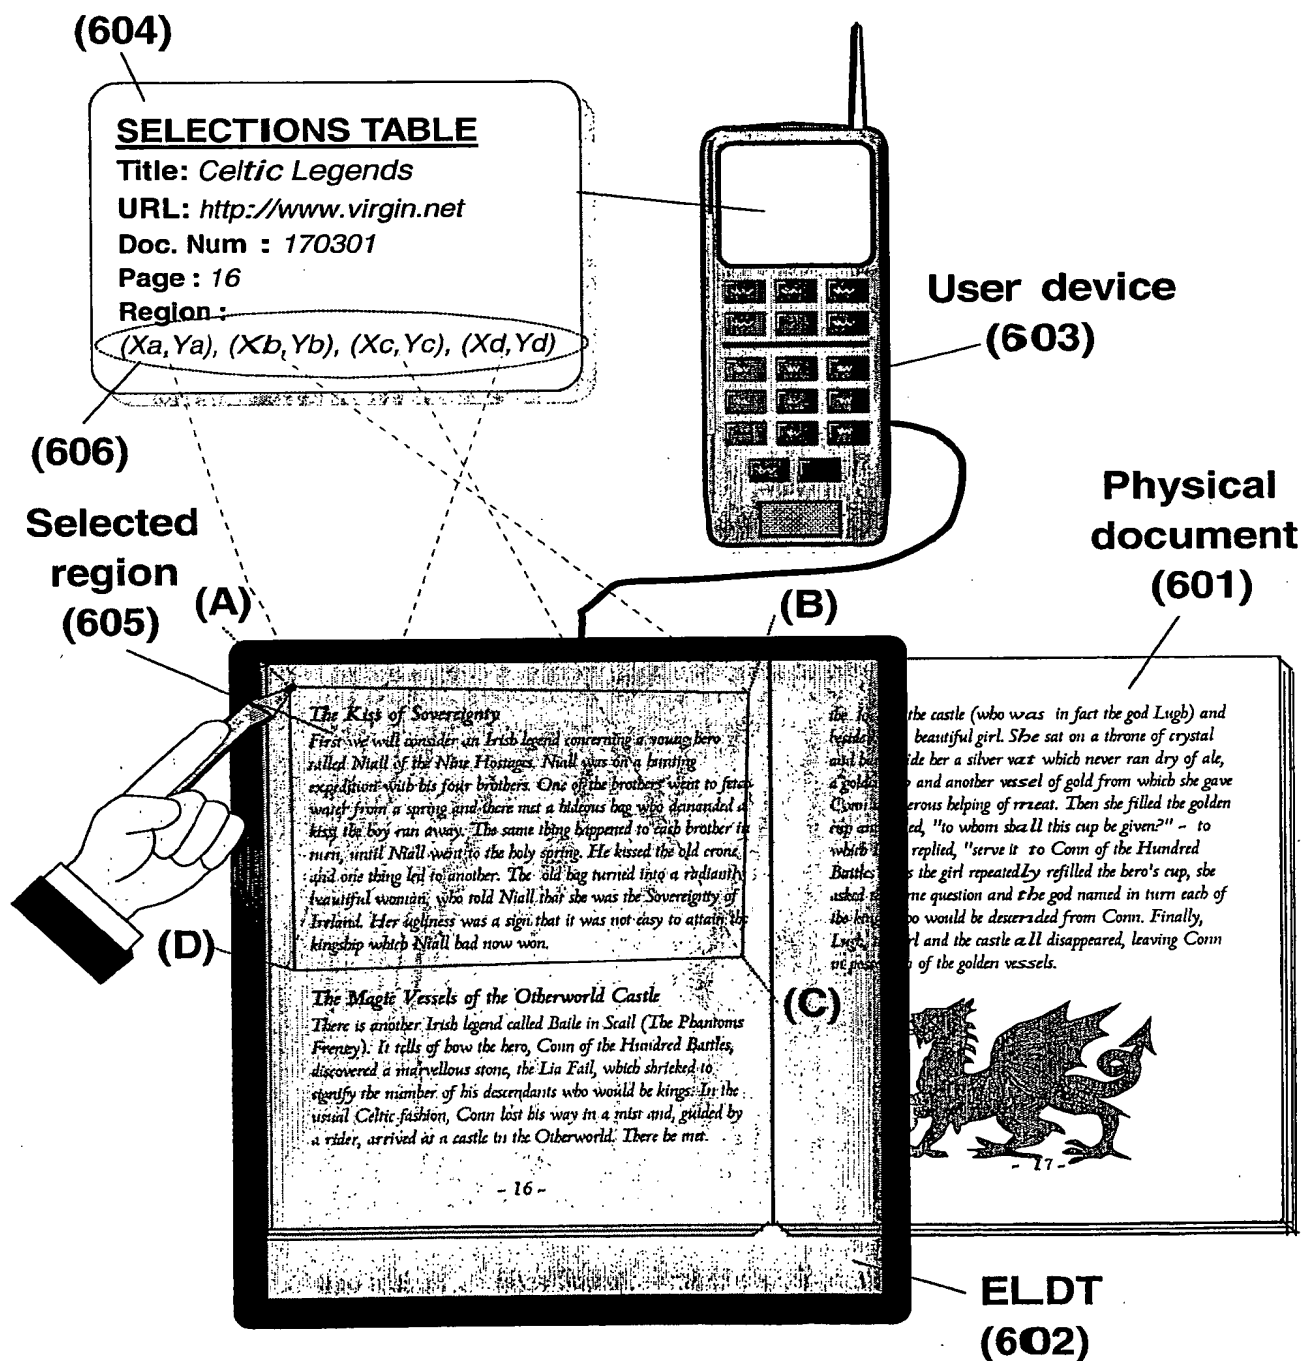 (604)
SELECTIONS TABLE
Title: Celtic Legends
URL: http://www.virgin.net
Doc. Num : 170301
Page : 16
Region :
(Xa,Ya), (Xb,Yb), (Xc,Yc), (Xd,Yd)
(606)
User device
(603)
Physical
document
(601)
Selected
region
(605)
(A)
(B)
(C)
(D)
The Kiss of Sovereignty
First we will consider an Irish legend concerning a young hero
called Niall of the Nine Hostages. Niall was on a hunting
expedition with his four brothers. One of the brothers went to fetch
water from a spring and there met a hideous hag who demanded a
kiss the boy ran away. The same thing happened to each brother in
turn, until Niall went to the holy spring. He kissed the old crone
and one thing led to another. The old hag turned into a radiantly
beautiful woman, who told Niall that she was the Sovereignty of
Ireland. Her ugliness was a sign that it was not easy to attain the
kingship which Niall had now won.
The Magic Vessels of the Otherworld Castle
There is another Irish legend called Baile in Scail (The Phantoms
Frenzy). It tells of how the hero, Conn of the Hundred Battles,
discovered a marvellous stone, the Lia Fail, which shrieked to
signify the number of his descendants who would be kings. In the
usual Celtic fashion, Conn lost his way in a mist and, guided by
a rider, arrived at a castle in the Otherworld. There he met.
- 16 -
the castle (who was in fact the god Lugh) and
beautiful girl. She sat on a throne of crystal
her a silver vat which never ran dry of ale,
and another vessel of gold from which she gave
helping of meat. Then she filled the golden
"to whom shall this cup be given?" - to
which replied, "serve it to Conn of the Hundred
Battles the girl repeatedly refilled the hero's cup, she
asked question and the god named in turn each of
would be descended from Conn. Finally,
and the castle all disappeared, leaving Conn
of the golden vessels.
- 17 -
ELDT
(602)